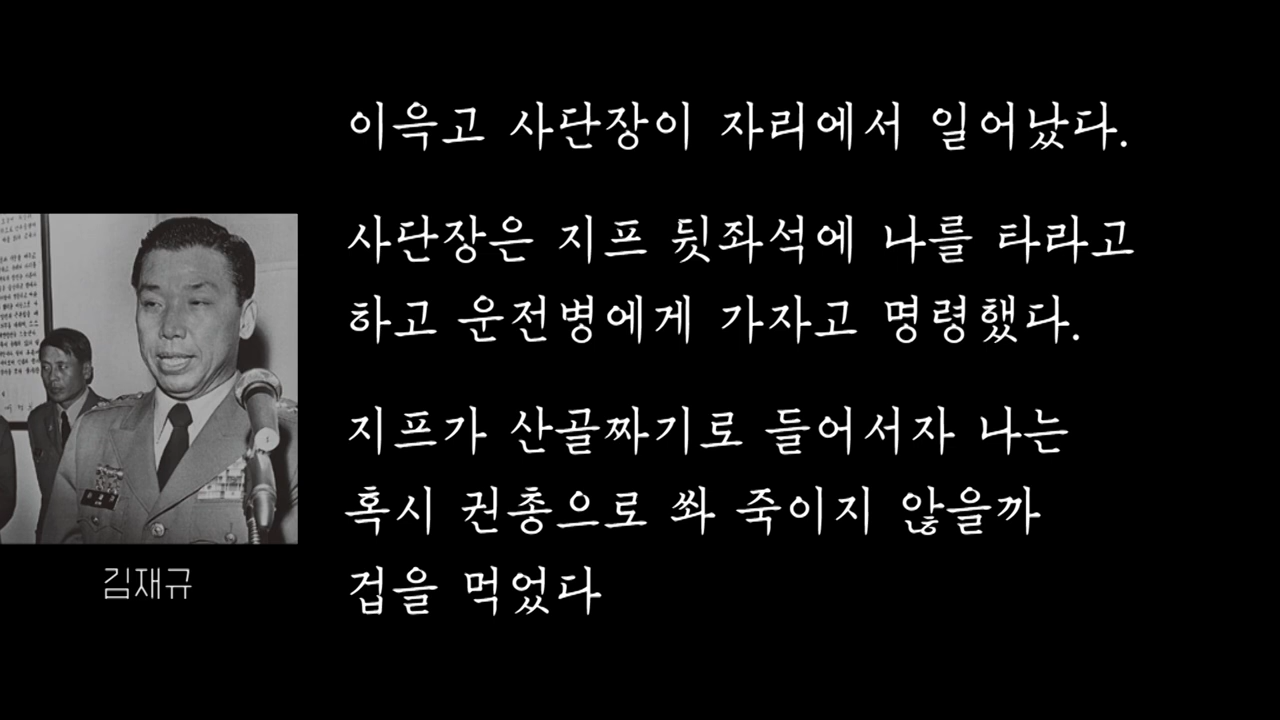 이윽고 사단장이 자리에서 일어났다.
사단장은 지프 뒷좌석에 나를 타라고
하고 운전병에게 가자고 명령했다.
지프가 산골짜기로 들어서자 나는
혹시 권총으로 쏴 죽이지 않을까
겁을 먹었다
김재규